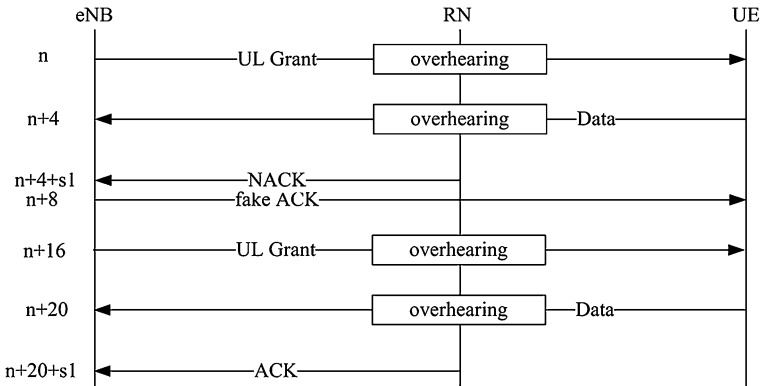 eNB RN UE
n UL Grant overhearing
n+4 overhearing Data
n+4+s1 NACK
n+8 fake ACK
n+16 UL Grant overhearing
n+20 overhearing Data
n+20+s1 ACK